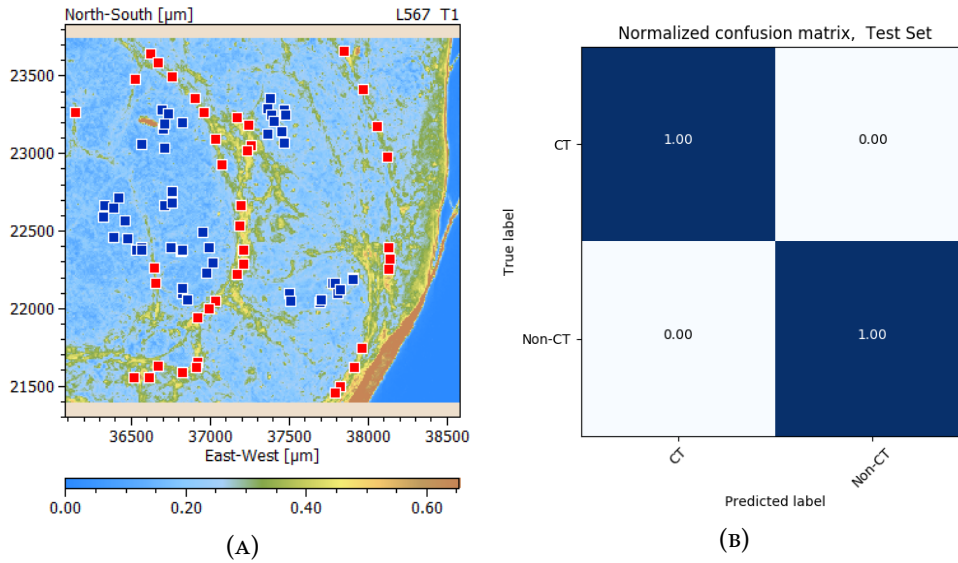 North-South [µm] L567 T1
23500
23000
22500
22000
21500
36500 37000 37500 38000 38500
East-West [µm]
0.00 0.20 0.40 0.60
(A)
Normalized confusion matrix, Test Set
True label
CT
1.00 0.00
Non-CT
0.00 1.00
CT Non-CT
Predicted label
(B)